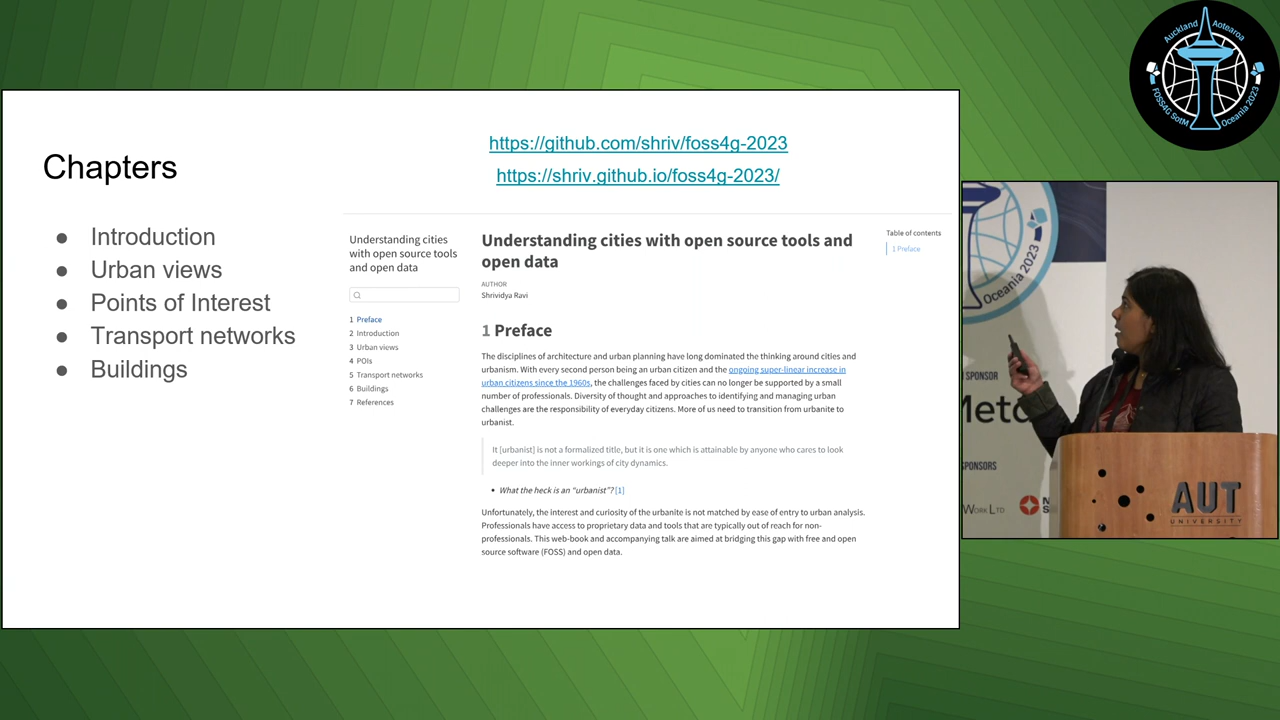 Auckland Aotearoa
FOSS4G SotM Oceania 2023
Chapters
https://github.com/shriv/foss4g-2023
https://shriv.github.io/foss4g-2023/
Introduction
Urban views
Points of Interest
Transport networks
Buildings
Understanding cities
with open source tools
and open data
1 Preface
2 Introduction
3 Urban views
4 POIs
5 Transport networks
6 Buildings
7 References
Understanding cities with open source tools and
open data
AUTHOR
Shrividya Ravi
1 Preface
The disciplines of architecture and urban planning have long dominated the thinking around cities and
urbanism. With every second person being an urban citizen and the ongoing super-linear increase in
urban citizens since the 1960s, the challenges faced by cities can no longer be supported by a small
number of professionals. Diversity of thought and approaches to identifying and managing urban
challenges are the responsibility of everyday citizens. More of us need to transition from urbanite to
urbanist.
It [urbanist] is not a formalized title, but it is one which is attainable by anyone who cares to look
deeper into the inner workings of city dynamics.
• What the heck is an “urbanist”? [1]
Unfortunately, the interest and curiosity of the urbanite is not matched by ease of entry to urban analysis.
Professionals have access to proprietary data and tools that are typically out of reach for non-
professionals. This web-book and accompanying talk are aimed at bridging this gap with free and open
source software (FOSS) and open data.
Table of contents
1 Preface
Oceania 2023
SPONSOR
Meta
SPONSORS
WORK LTD
AUT
UNIVERSITY